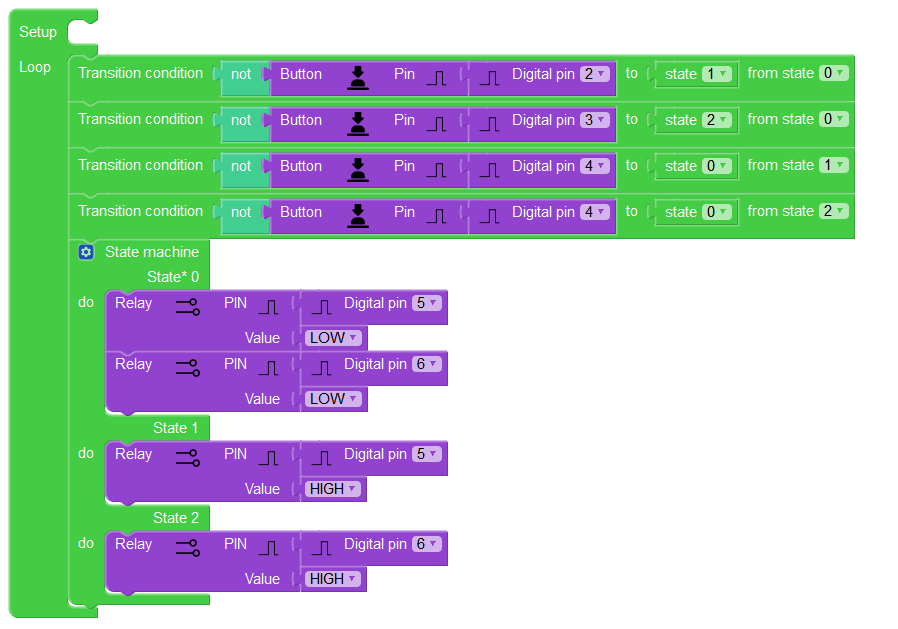 Setup
Loop
Transition condition not Button Pin Digital pin 2 to state 1 from state 0
Transition condition not Button Pin Digital pin 3 to state 2 from state 0
Transition condition not Button Pin Digital pin 4 to state 0 from state 1
Transition condition not Button Pin Digital pin 4 to state 0 from state 2
State machine
State* 0
do Relay PIN Digital pin 5
Value LOW
Relay PIN Digital pin 6
Value LOW
State 1
do Relay PIN Digital pin 5
Value HIGH
State 2
do Relay PIN Digital pin 6
Value HIGH